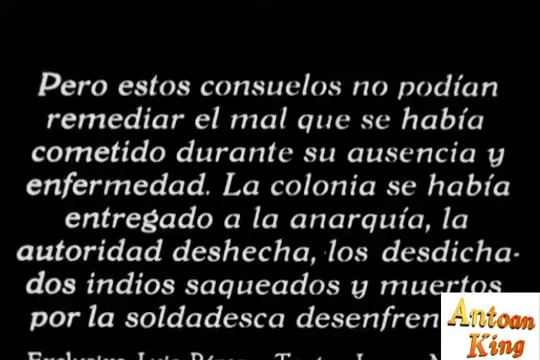 Pero estos consuelos no podían
remediar el mal que se había
cometido durante su ausencia y
enfermedad. La colonia se había
entregado a la anarquía, la
autoridad deshecha, los desdicha-
dos indios saqueados y muertos
por la soldadesca desenfren
Antoan
King